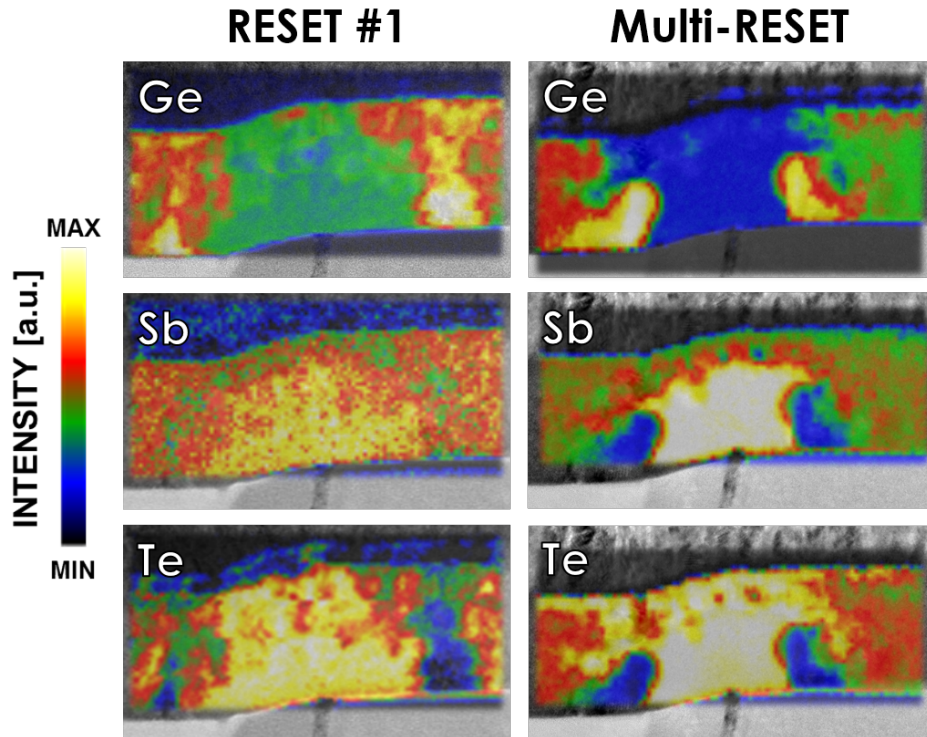 RESET #1
Multi-RESET
Ge
Ge
MAX
INTENSITY [a.u.]
MIN
Sb
Sb
Te
Te